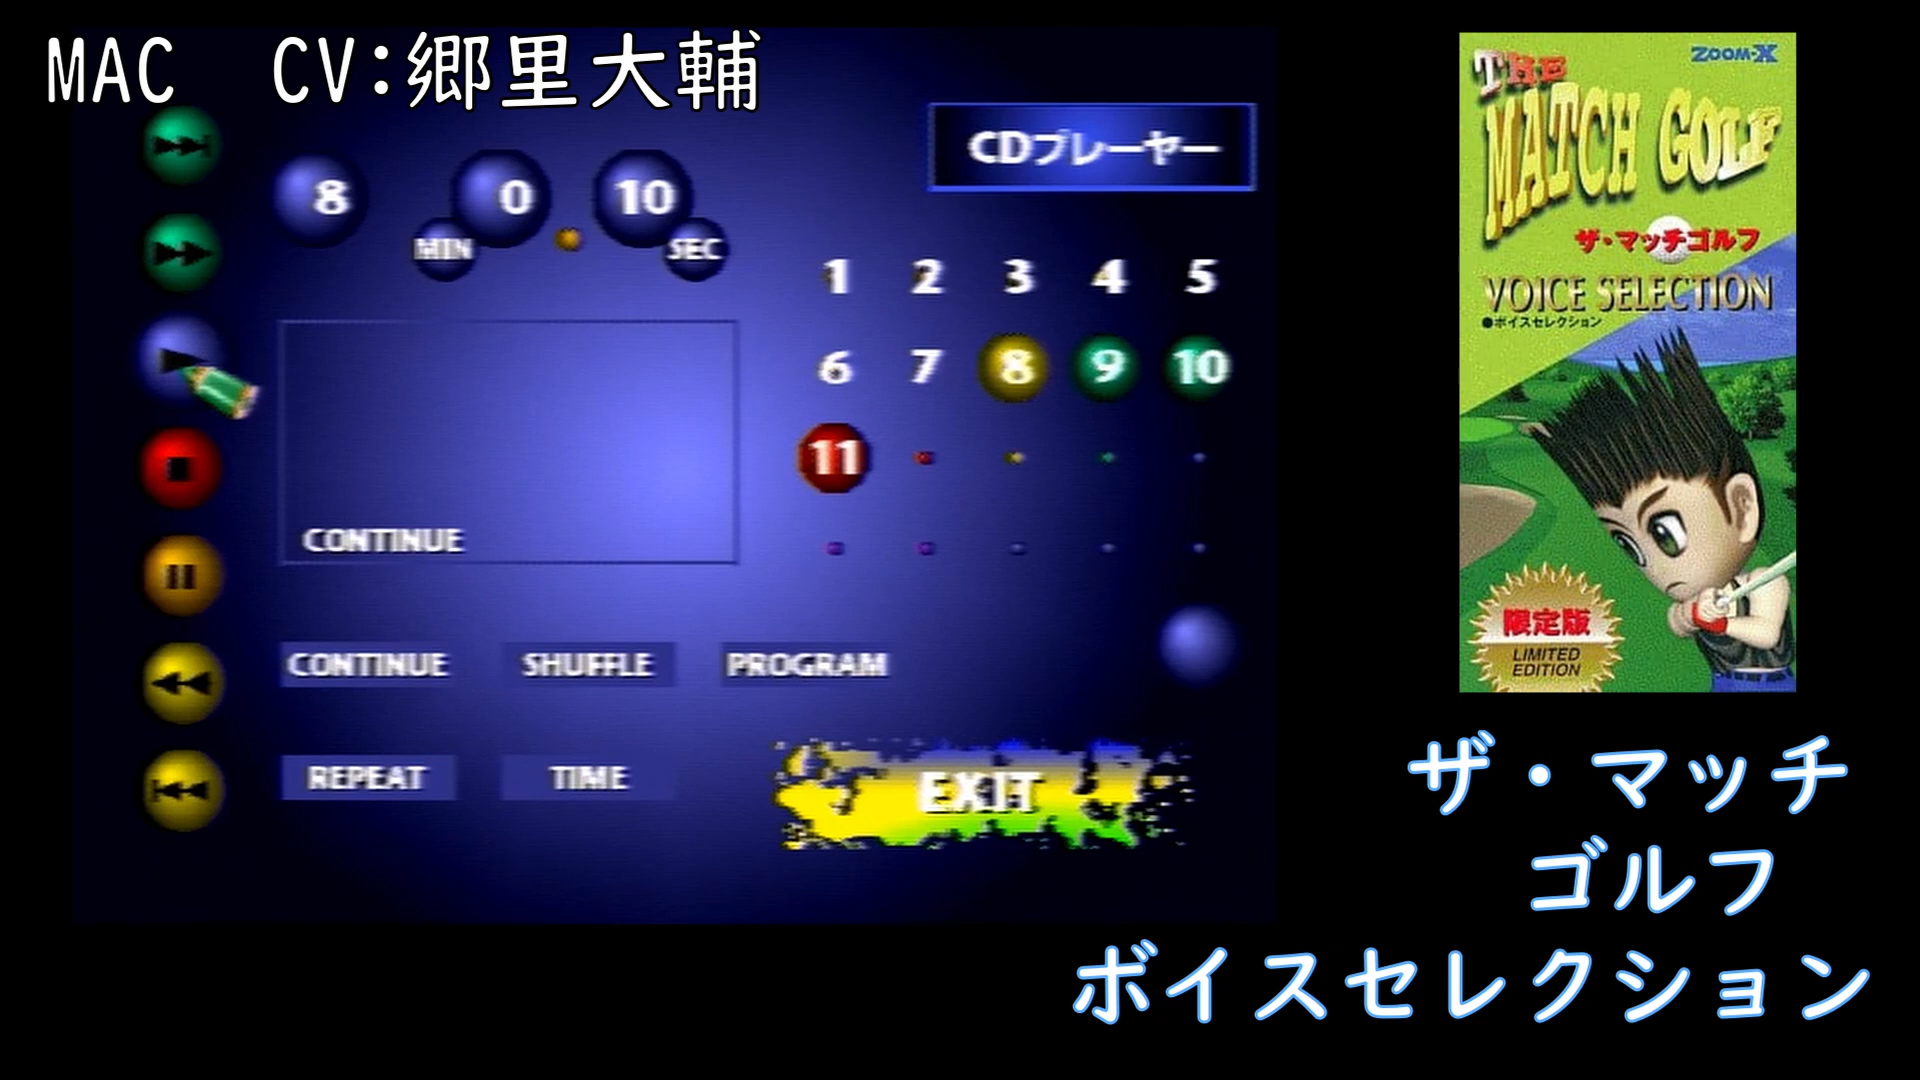 MAC CV:郷里大輔
CDプレーヤー
8 0 10
MIN SEC
1 2 3 4 5
6 7 8 9 10
11
CONTINUE
CONTINUE SHUFFLE PROGRAM
REPEAT TIME
EXIT
ZOOM-X
THE
MATCH GOLF
ザ・マッチゴルフ
VOICE SELECTION
●ボイスセレクション
限定版
LIMITED
EDITION
ザ・マッチ
ゴルフ
ボイスセレクション